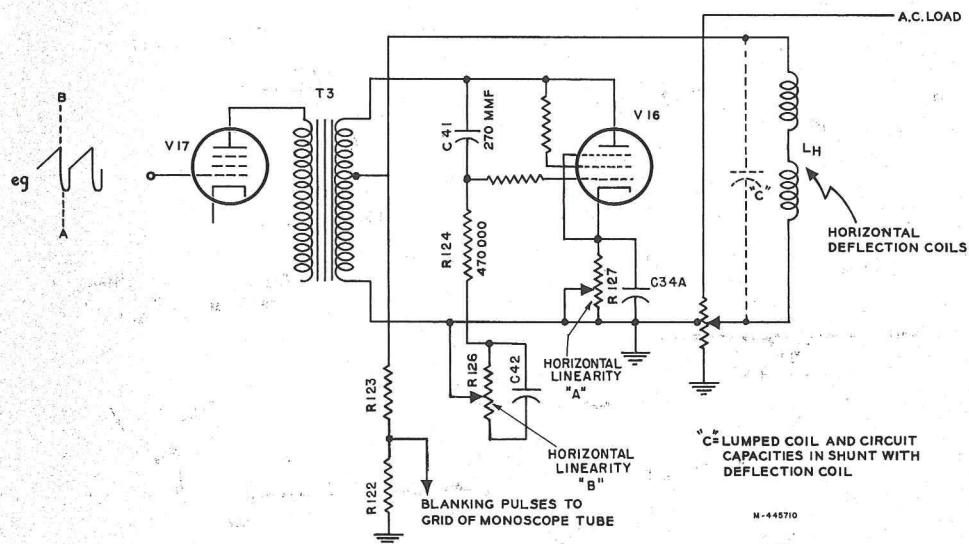 A.C. LOAD
B
T3
V17
eg
A
C41
270 MMF
V16
R124
470 000
"C"
LH
HORIZONTAL
DEFLECTION COILS
R127
C34A
HORIZONTAL
LINEARITY
"A"
R126
C42
HORIZONTAL
LINEARITY
"B"
R123
R122
BLANKING PULSES TO
GRID OF MONOSCOPE TUBE
"C"= LUMPED COIL AND CIRCUIT
CAPACITIES IN SHUNT WITH
DEFLECTION COIL
M-445710